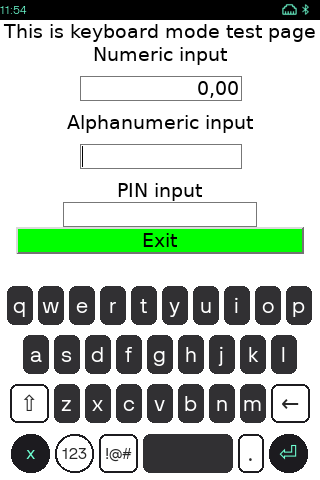 11:54
This is keyboard mode test page
Numeric input
0,00
Alphanumeric input
PIN input
Exit
q w e r t y u i o p
a s d f g h j k l
⇧ z x c v b n m ←
x 123 !@# . ⏎